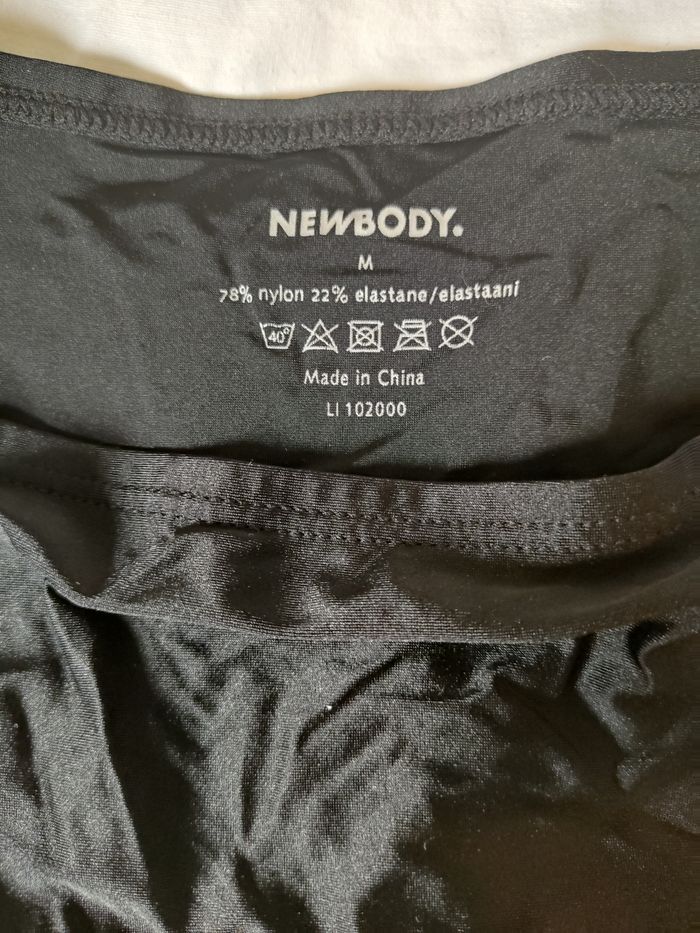 NEWBODY.
M
78% nylon 22% elastane/elastaani
40°
Made in China
LI 102000